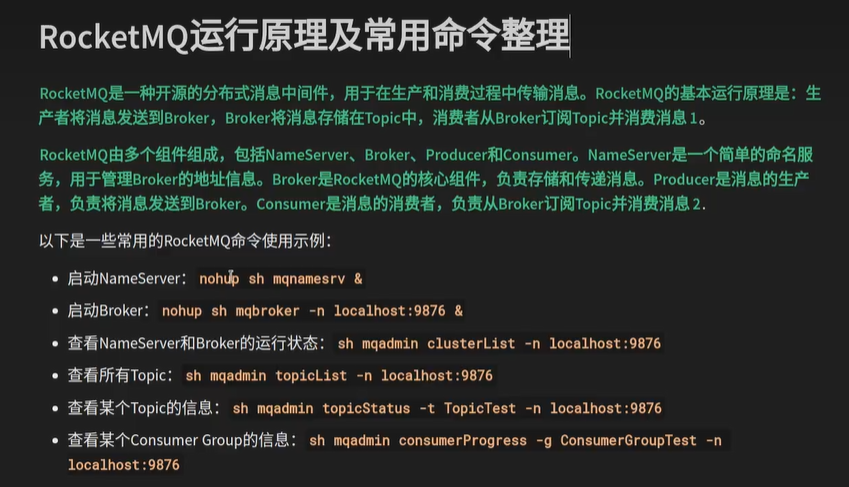 RocketMQ运行原理及常用命令整理
RocketMQ是一种开源的分布式消息中间件，用于在生产和消费过程中传输消息。RocketMQ的基本运行原理是：生
产者将消息发送到Broker，Broker将消息存储在Topic中，消费者从Broker订阅Topic并消费消息1。
RocketMQ由多个组件组成，包括NameServer、Broker、Producer和Consumer。NameServer是一个简单的命名服
务，用于管理Broker的地址信息。Broker是RocketMQ的核心组件，负责存储和传递消息。Producer是消息的生产
者，负责将消息发送到Broker。Consumer是消息的消费者，负责从Broker订阅Topic并消费消息2.
以下是一些常用的RocketMQ命令使用示例：
• 启动NameServer： nohup sh mqnamesrv &
• 启动Broker： nohup sh mqbroker -n localhost:9876 &
• 查看NameServer和Broker的运行状态： sh mqadmin clusterList -n localhost:9876
• 查看所有Topic： sh mqadmin topicList -n localhost:9876
• 查看某个Topic的信息： sh mqadmin topicStatus -t TopicTest -n localhost:9876
• 查看某个Consumer Group的信息： sh mqadmin consumerProgress -g ConsumerGroupTest -n
localhost:9876